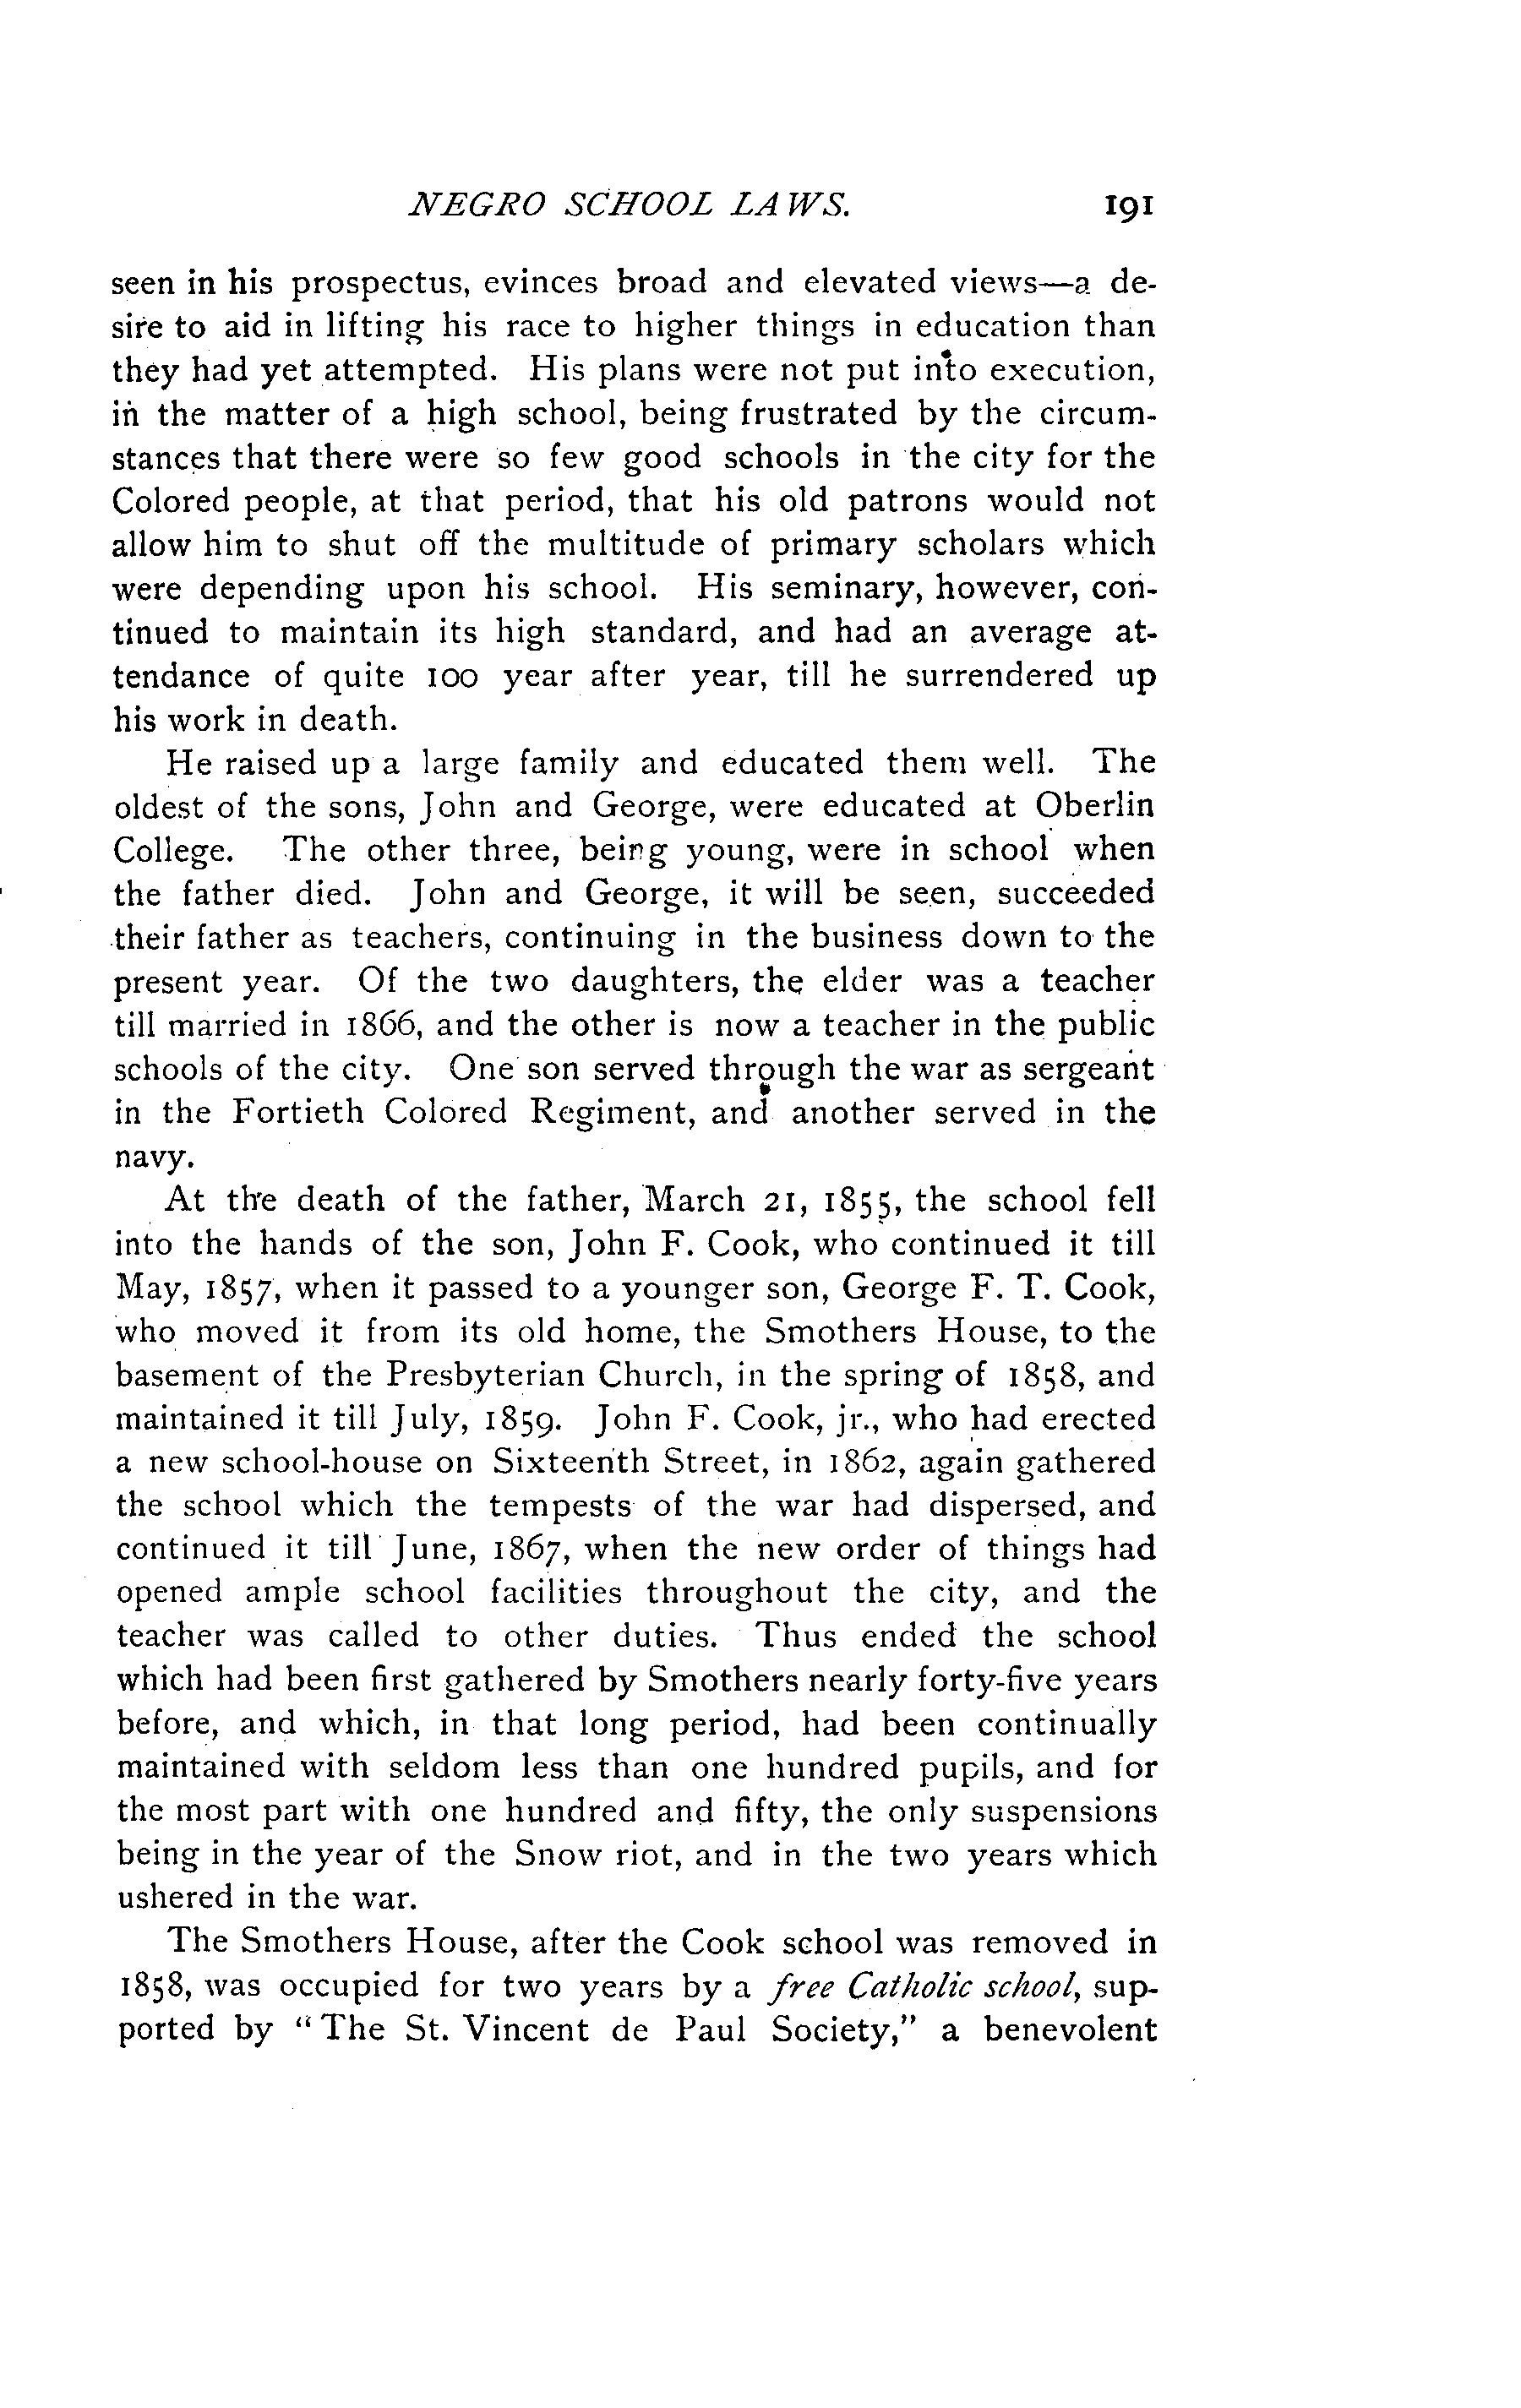 NEGRO SCHOOL LAWS. 191
seen in his prospectus, evinces broad and elevated views—a de-
sire to aid in lifting his race to higher things in education than
they had yet attempted. His plans were not put into execution,
in the matter of a high school, being frustrated by the circum-
stances that there were so few good schools in the city for the
Colored people, at that period, that his old patrons would not
allow him to shut off the multitude of primary scholars which
were depending upon his school. His seminary, however, con-
tinued to maintain its high standard, and had an average at-
tendance of quite 100 year after year, till he surrendered up
his work in death.
He raised up a large family and educated them well. The
oldest of the sons, John and George, were educated at Oberlin
College. The other three, being young, were in school when
the father died. John and George, it will be seen, succeeded
their father as teachers, continuing in the business down to the
present year. Of the two daughters, the elder was a teacher
till married in 1866, and the other is now a teacher in the public
schools of the city. One son served through the war as sergeant
in the Fortieth Colored Regiment, and another served in the
navy.
At the death of the father, March 21, 1855, the school fell
into the hands of the son, John F. Cook, who continued it till
May, 1857, when it passed to a younger son, George F. T. Cook,
who moved it from its old home, the Smothers House, to the
basement of the Presbyterian Church, in the spring of 1858, and
maintained it till July, 1859. John F. Cook, jr., who had erected
a new school-house on Sixteenth Street, in 1862, again gathered
the school which the tempests of the war had dispersed, and
continued it till June, 1867, when the new order of things had
opened ample school facilities throughout the city, and the
teacher was called to other duties. Thus ended the school
which had been first gathered by Smothers nearly forty-five years
before, and which, in that long period, had been continually
maintained with seldom less than one hundred pupils, and for
the most part with one hundred and fifty, the only suspensions
being in the year of the Snow riot, and in the two years which
ushered in the war.
The Smothers House, after the Cook school was removed in
1858, was occupied for two years by a free Catholic school, sup-
ported by "The St. Vincent de Paul Society," a benevolent